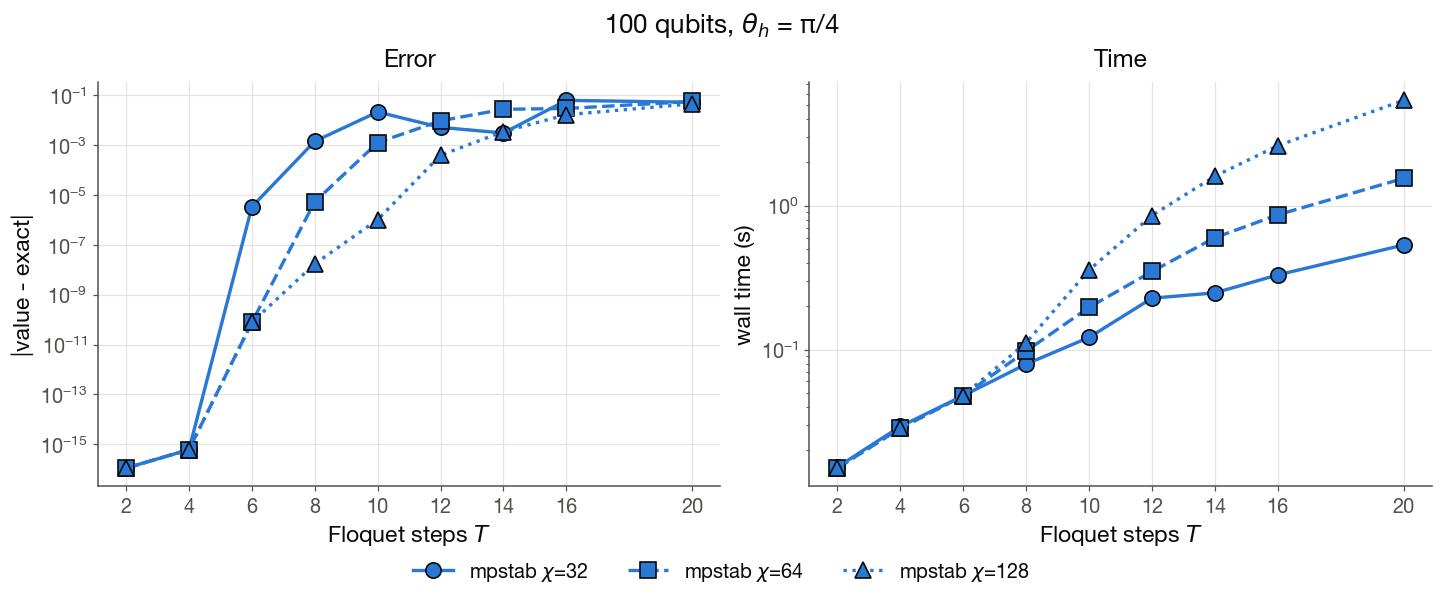 100 qubits, θₕ = π/4
Error
|value - exact|
10⁻¹
10⁻³
10⁻⁵
10⁻⁷
10⁻⁹
10⁻¹¹
10⁻¹³
10⁻¹⁵
2 4 6 8 10 12 14 16 20
Floquet steps T
Time
wall time (s)
10⁰
10⁻¹
2 4 6 8 10 12 14 16 20
Floquet steps T
mpstab χ=32 mpstab χ=64 mpstab χ=128